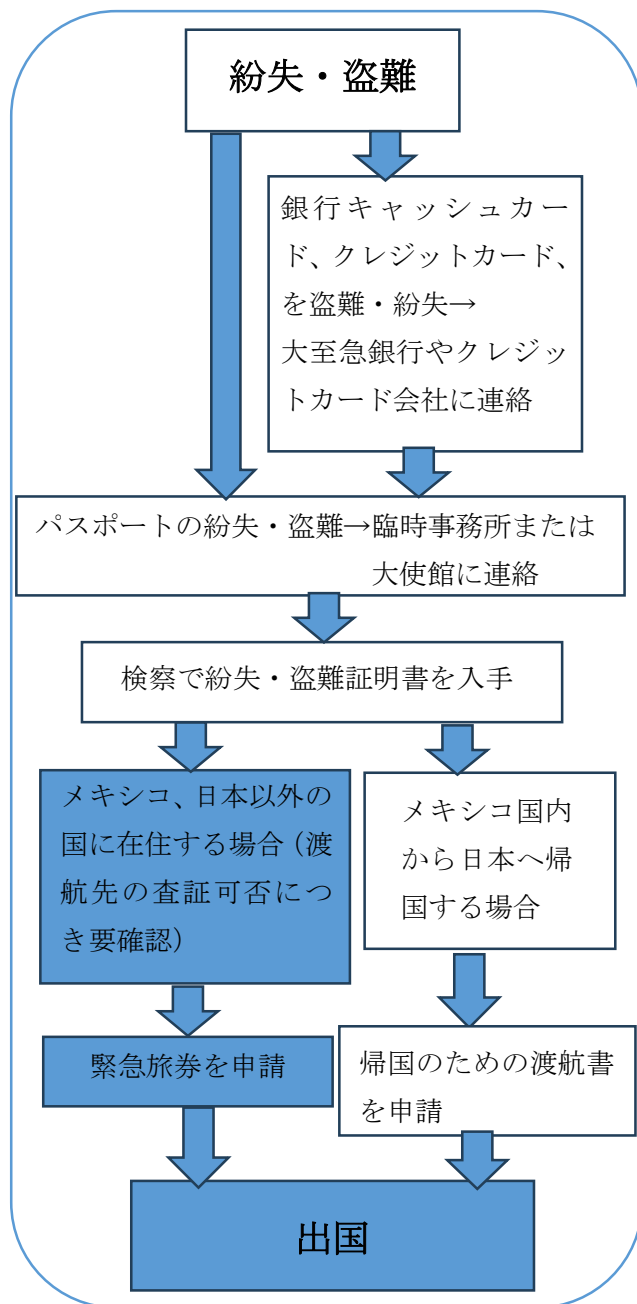 紛失・盗難
銀行キャッシュカー
ド、クレジットカード、
を盗難・紛失→
大至急銀行やクレジッ
トカード会社に連絡
パスポートの紛失・盗難→臨時事務所または
大使館に連絡
検察で紛失・盗難証明書を入手
メキシコ、日本以外の
国に在住する場合（渡
航先の査証可否につ
き要確認）
メキシコ国内
から日本へ帰
国する場合
緊急旅券を申請
帰国のための渡航書
を申請
出国